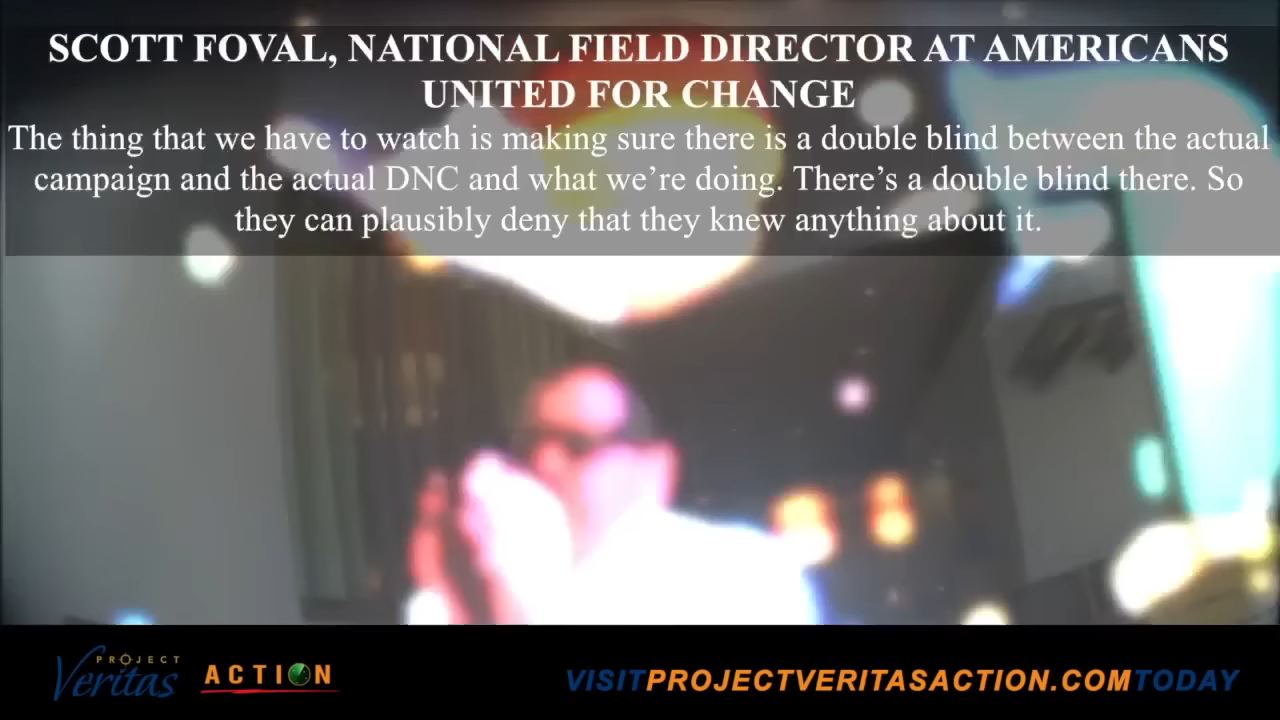 SCOTT FOVAL, NATIONAL FIELD DIRECTOR AT AMERICANS
UNITED FOR CHANGE
The thing that we have to watch is making sure there is a double blind between the actual
campaign and the actual DNC and what we’re doing. There’s a double blind there. So
they can plausibly deny that they knew anything about it.
PROJECT
Veritas ACTION
VISITPROJECTVERITASACTION.COMTODAY